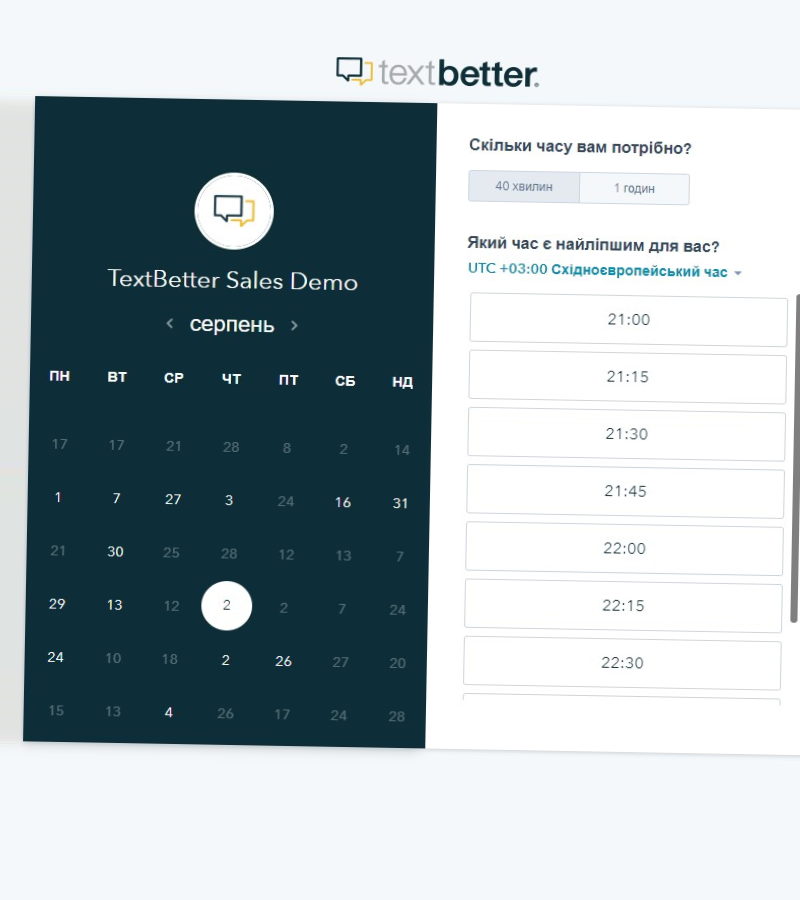 textbetter.
TextBetter Sales Demo
серпень
ПН ВТ СР ЧТ ПТ СБ НД
17 17 21 28 8 2 14
1 7 27 3 24 16 31
21 30 25 28 12 13 7
29 13 12 2 2 7 24
24 10 18 2 26 27 20
15 13 4 26 17 24 28
Скільки часу вам потрібно?
40 хвилин 1 годин
Який час є найліпшим для вас?
UTC +03:00 Східноєвропейський час
21:00
21:15
21:30
21:45
22:00
22:15
22:30